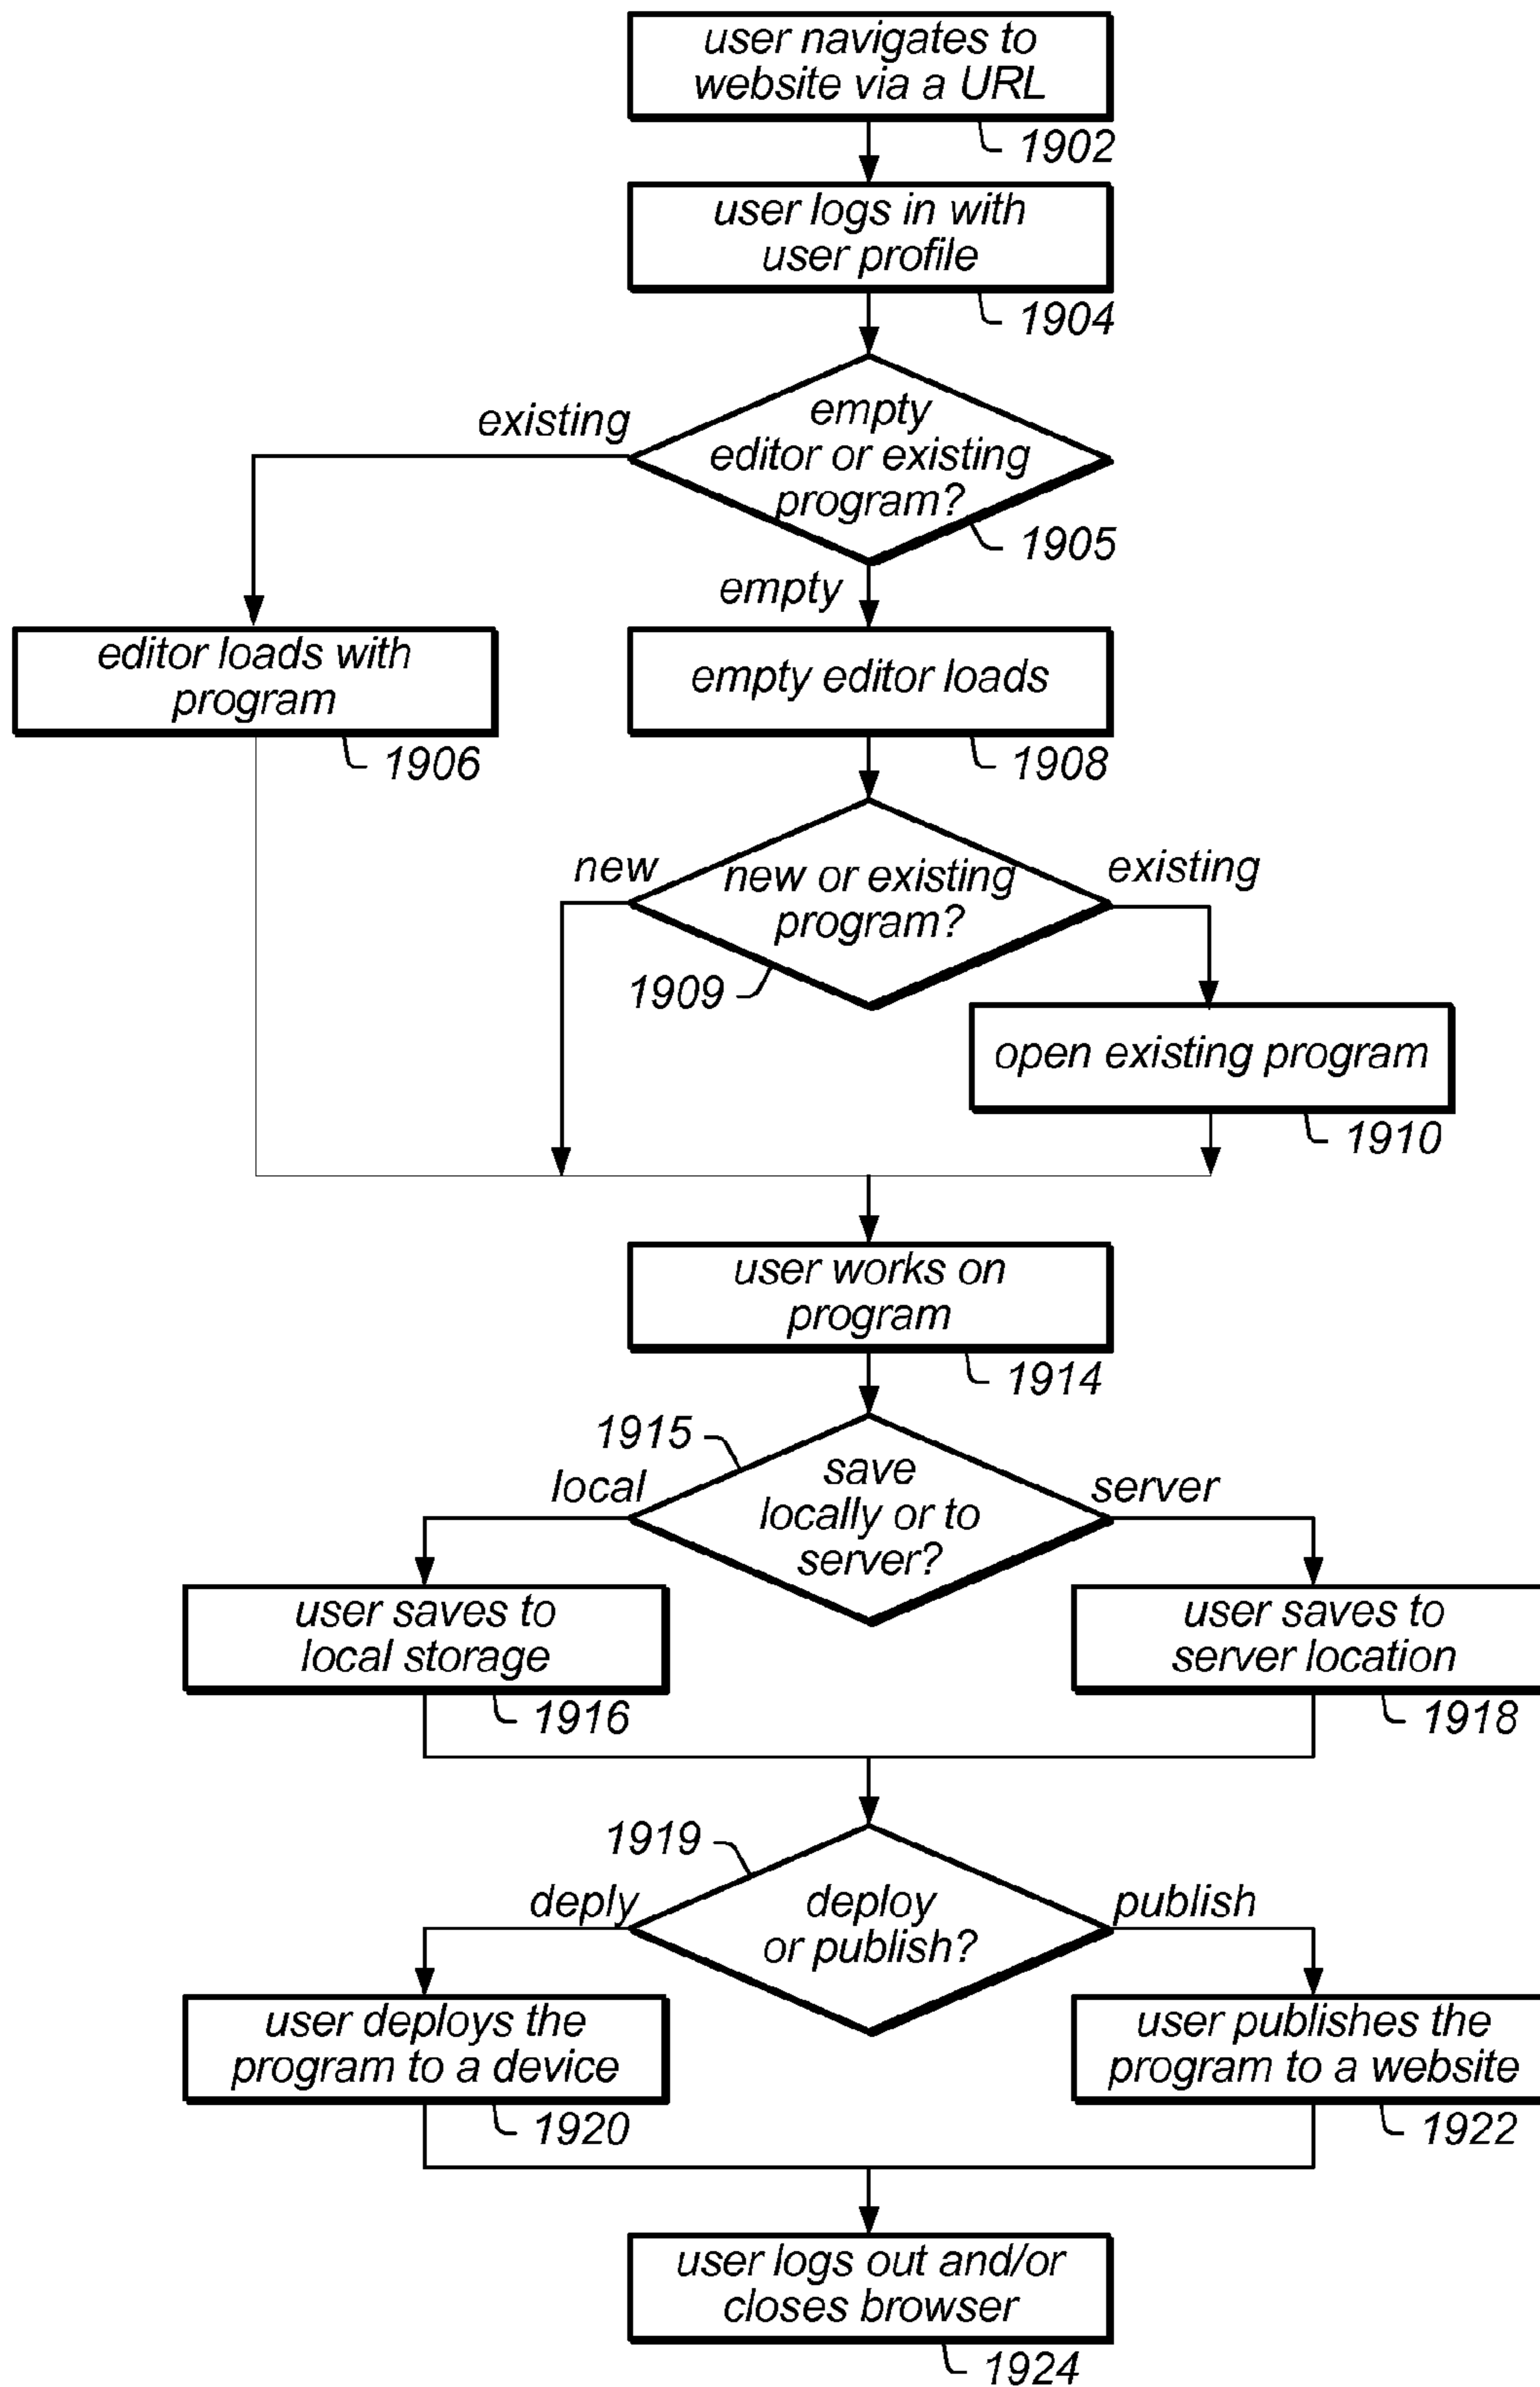 user navigates to
website via a URL
1902
user logs in with
user profile
1904
existing
empty
editor or existing
program?
1905
empty
editor loads with
program
1906
empty editor loads
1908
new
new or existing
program?
existing
1909
open existing program
1910
user works on
program
1914
1915
local
save
locally or to
server?
server
user saves to
local storage
1916
user saves to
server location
1918
1919
deply
deploy
or publish?
publish
user deploys the
program to a device
1920
user publishes the
program to a website
1922
user logs out and/or
closes browser
1924